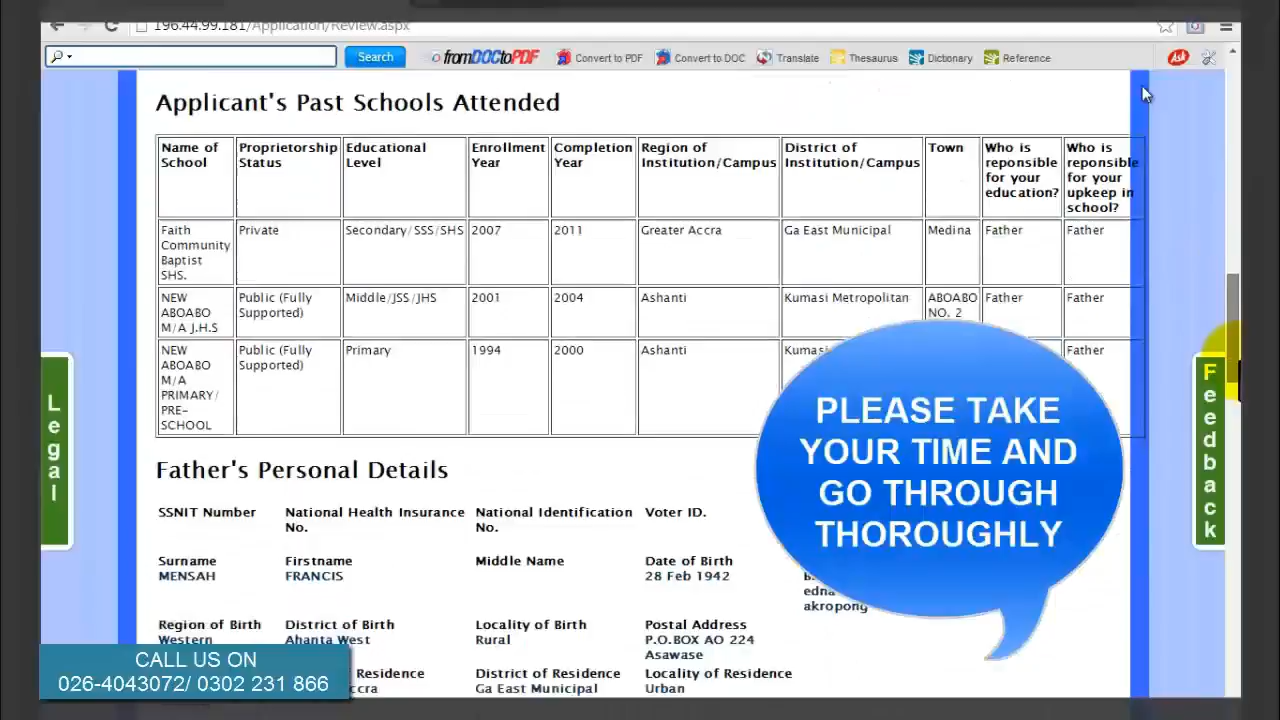 196.44.99.181/Application/Review.aspx
Search fromDOCtoPDF Convert to PDF Convert to DOC Translate Thesaurus Dictionary Reference Ask
Applicant's Past Schools Attended
Name of School Proprietorship Status Educational Level Enrollment Year Completion Year Region of Institution/Campus District of Institution/Campus Town Who is reponsible for your education? Who is reponsible for your upkeep in school?
Faith Community Baptist SHS. Private Secondary/SSS/SHS 2007 2011 Greater Accra Ga East Municipal Medina Father Father
NEW ABOABO M/A J.H.S Public (Fully Supported) Middle/JSS/JHS 2001 2004 Ashanti Kumasi Metropolitan ABOABO NO. 2 Father Father
NEW ABOABO M/A PRIMARY/ PRE-SCHOOL Public (Fully Supported) Primary 1994 2000 Ashanti Father
PLEASE TAKE
YOUR TIME AND
GO THROUGH
THOROUGHLY
Legal
Feedback
Father's Personal Details
SSNIT Number National Health Insurance No. National Identification No. Voter ID.
Surname Firstname Middle Name Date of Birth
MENSAH FRANCIS 28 Feb 1942
akropong
Region of Birth District of Birth Locality of Birth Postal Address
Western Ahanta West Rural P.O.BOX AO 224
Asawase
Residence District of Residence Locality of Residence
Ga East Municipal Urban
CALL US ON
026-4043072/ 0302 231 866